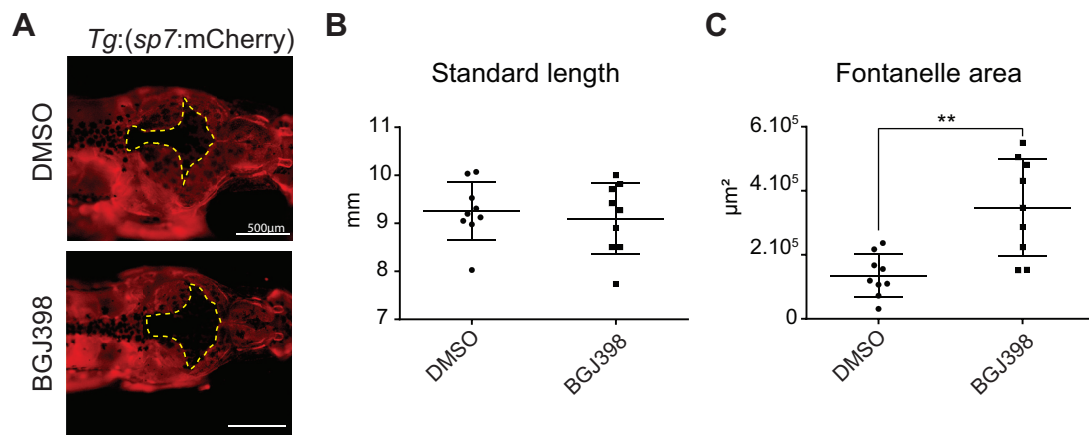 A
Tg:(sp7:mCherry)
DMSO
500µm
BGJ398
B
Standard length
mm
11
10
9
8
7
DMSO
BGJ398
C
Fontanelle area
µm²
6.10⁵
4.10⁵
2.10⁵
0
**
DMSO
BGJ398